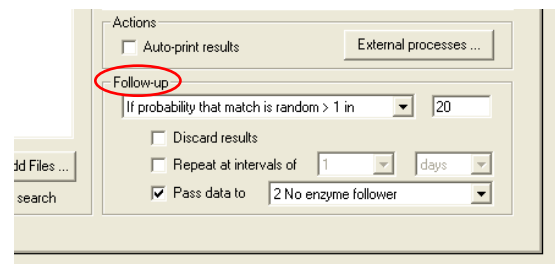 Actions
Auto-print results
External processes ...
Follow-up
If probability that match is random > 1 in
20
Discard results
dd Files ...
Repeat at intervals of
1
days
search
Pass data to
2 No enzyme follower